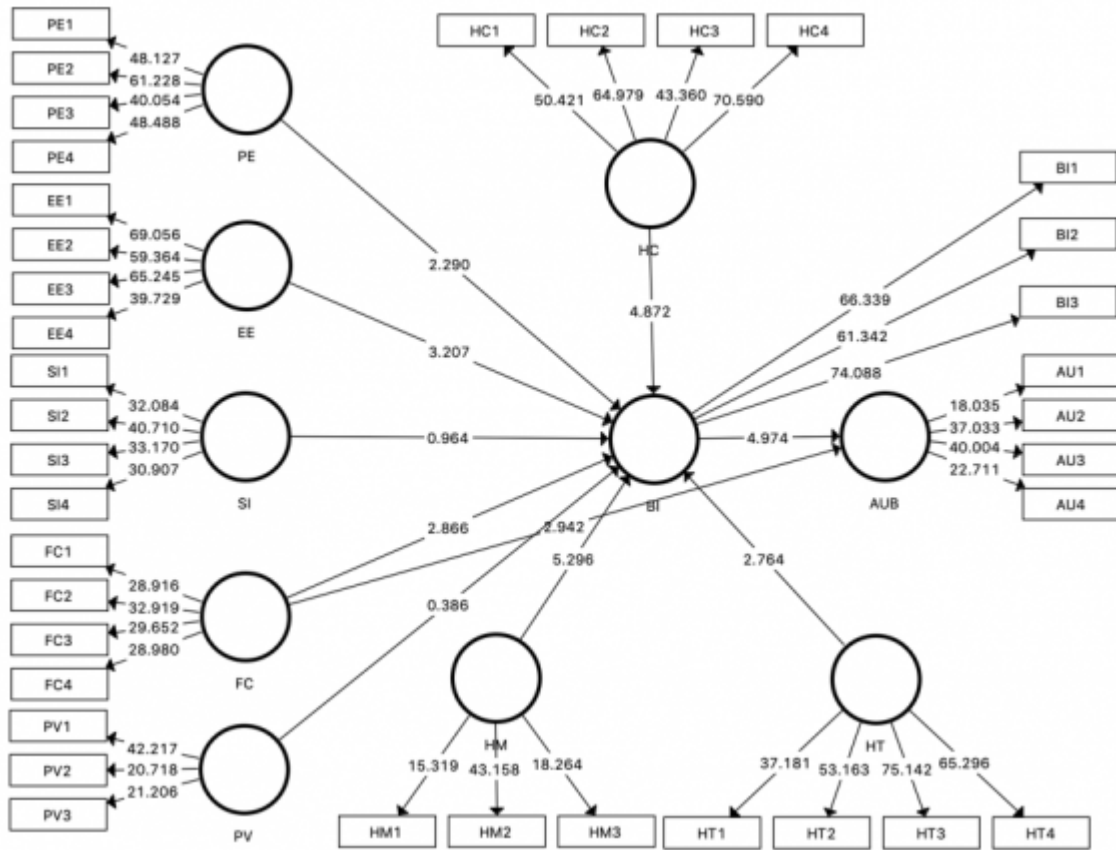 HC1 HC2 HC3 HC4
50.421 64.979 43.360 70.590
HC
PE1
PE2
PE3
PE4
48.127
61.228
40.054
48.488
PE
EE1
EE2
EE3
EE4
69.056
59.364
65.245
39.729
EE
SI1
SI2
SI3
SI4
32.084
40.710
33.170
30.907
SI
FC1
FC2
FC3
FC4
28.916
32.919
29.652
28.980
FC
PV1
PV2
PV3
42.217
20.718
21.206
PV
2.290
4.872
3.207
0.964
2.866
2.942
0.386
5.296
2.764
4.974
BI
66.339
61.342
74.088
BI1
BI2
BI3
AUB
18.035
37.033
40.004
22.711
AU1
AU2
AU3
AU4
HM
15.319 43.158 18.264
HM1 HM2 HM3
HT
37.181 53.163 75.142 65.296
HT1 HT2 HT3 HT4